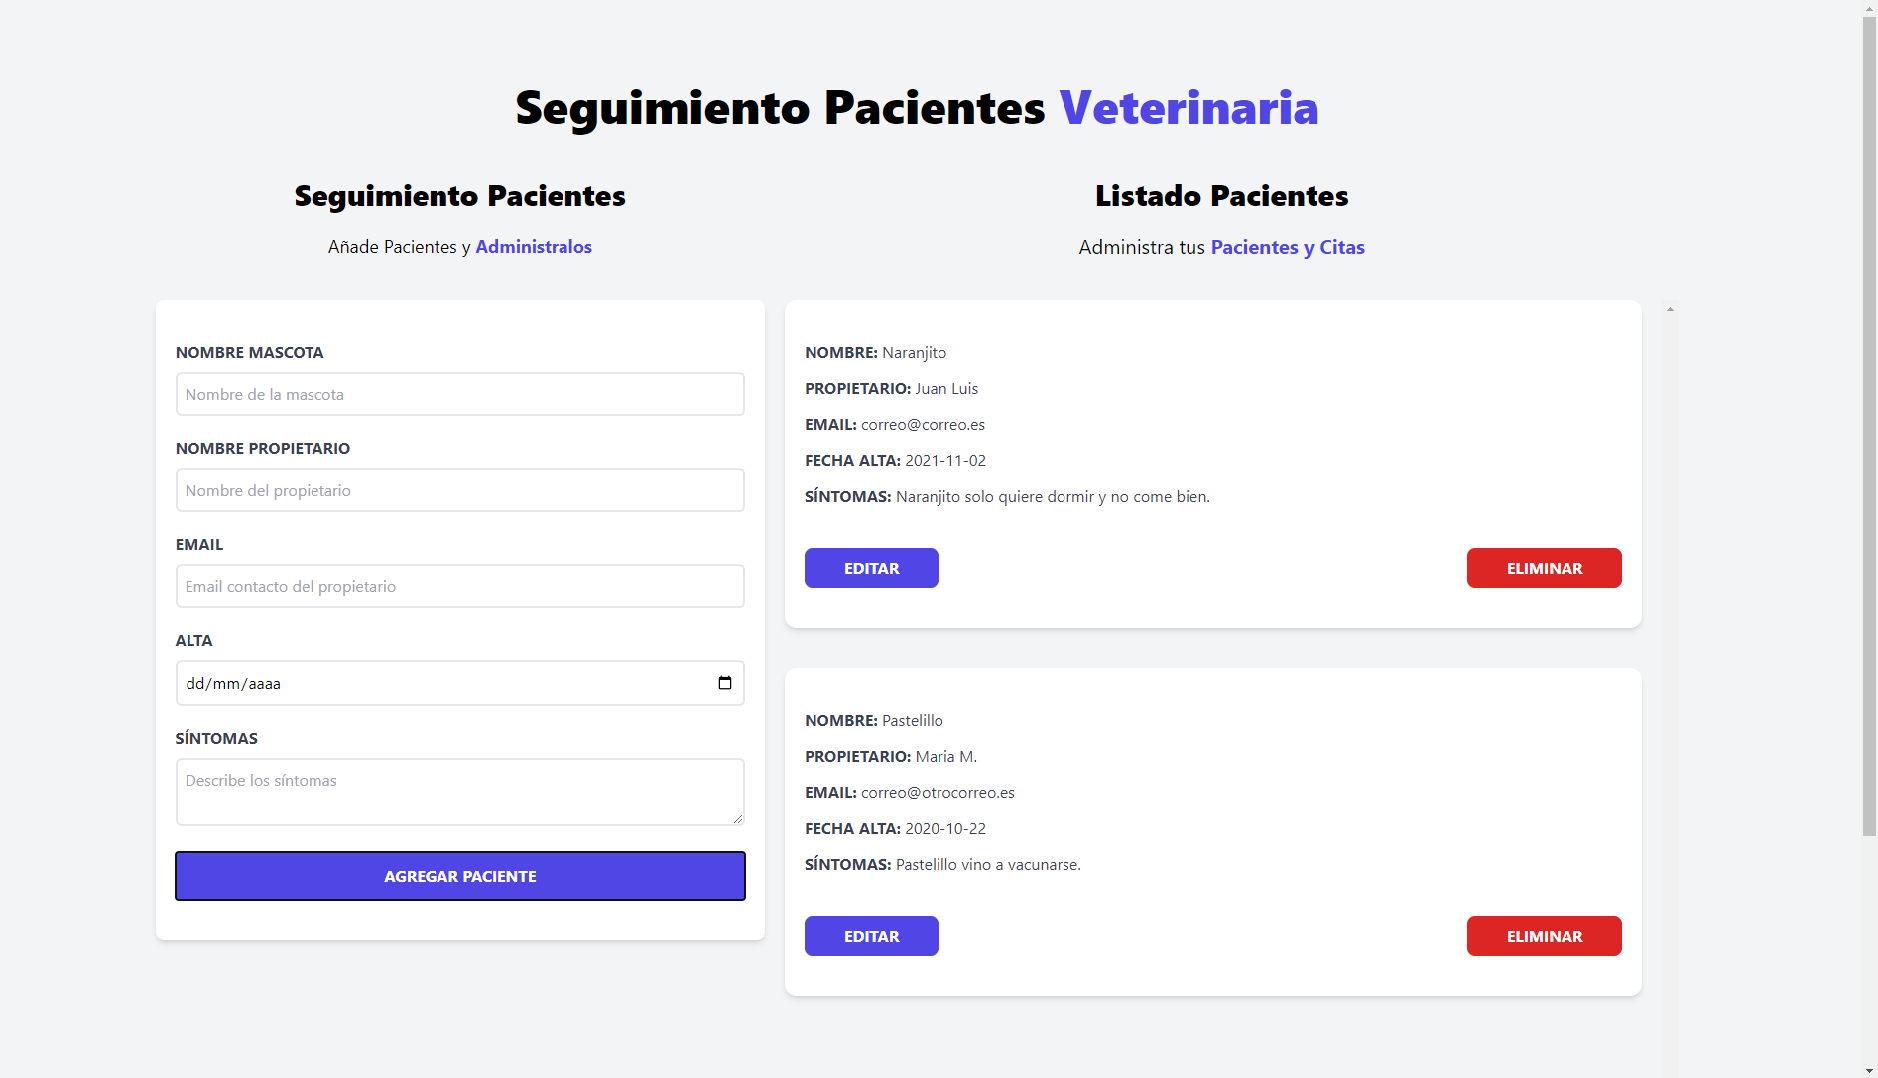 Seguimiento Pacientes Veterinaria
Seguimiento Pacientes
Añade Pacientes y Administralos
NOMBRE MASCOTA
Nombre de la mascota
NOMBRE PROPIETARIO
Nombre del propietario
EMAIL
Email contacto del propietario
ALTA
dd/mm/aaaa
SÍNTOMAS
Describe los síntomas
AGREGAR PACIENTE
Listado Pacientes
Administra tus Pacientes y Citas
NOMBRE: Naranjito
PROPIETARIO: Juan Luis
EMAIL: correo@correo.es
FECHA ALTA: 2021-11-02
SÍNTOMAS: Naranjito solo quiere dormir y no come bien.
EDITAR
ELIMINAR
NOMBRE: Pastelillo
PROPIETARIO: Maria M.
EMAIL: correo@otrocorreo.es
FECHA ALTA: 2020-10-22
SÍNTOMAS: Pastelillo vino a vacunarse.
EDITAR
ELIMINAR